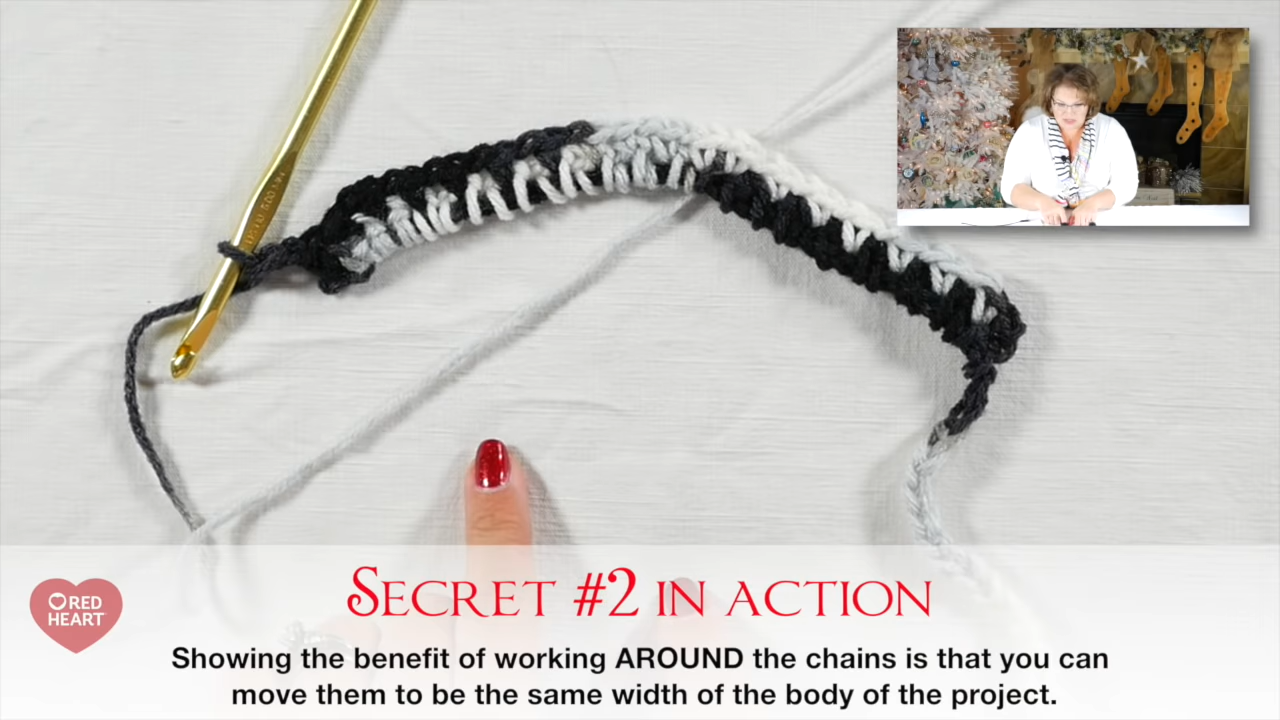 SECRET #2 IN ACTION
RED
HEART
Showing the benefit of working AROUND the chains is that you can
move them to be the same width of the body of the project.